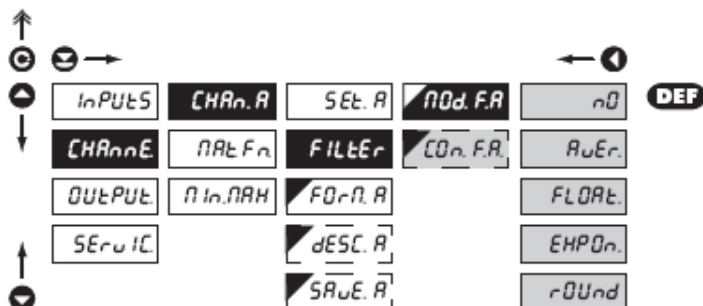 InPUtS CHAn. A SEt. A MOd. F.A nO DEF
CHAnnE. MAt Fn. FILtEr COn. F.A. AvEr.
OUtPUt. MIn.MAX FOrM. A FLOAt.
SErvIC. dESC. A EXPOn.
SAvE. A rOUnd